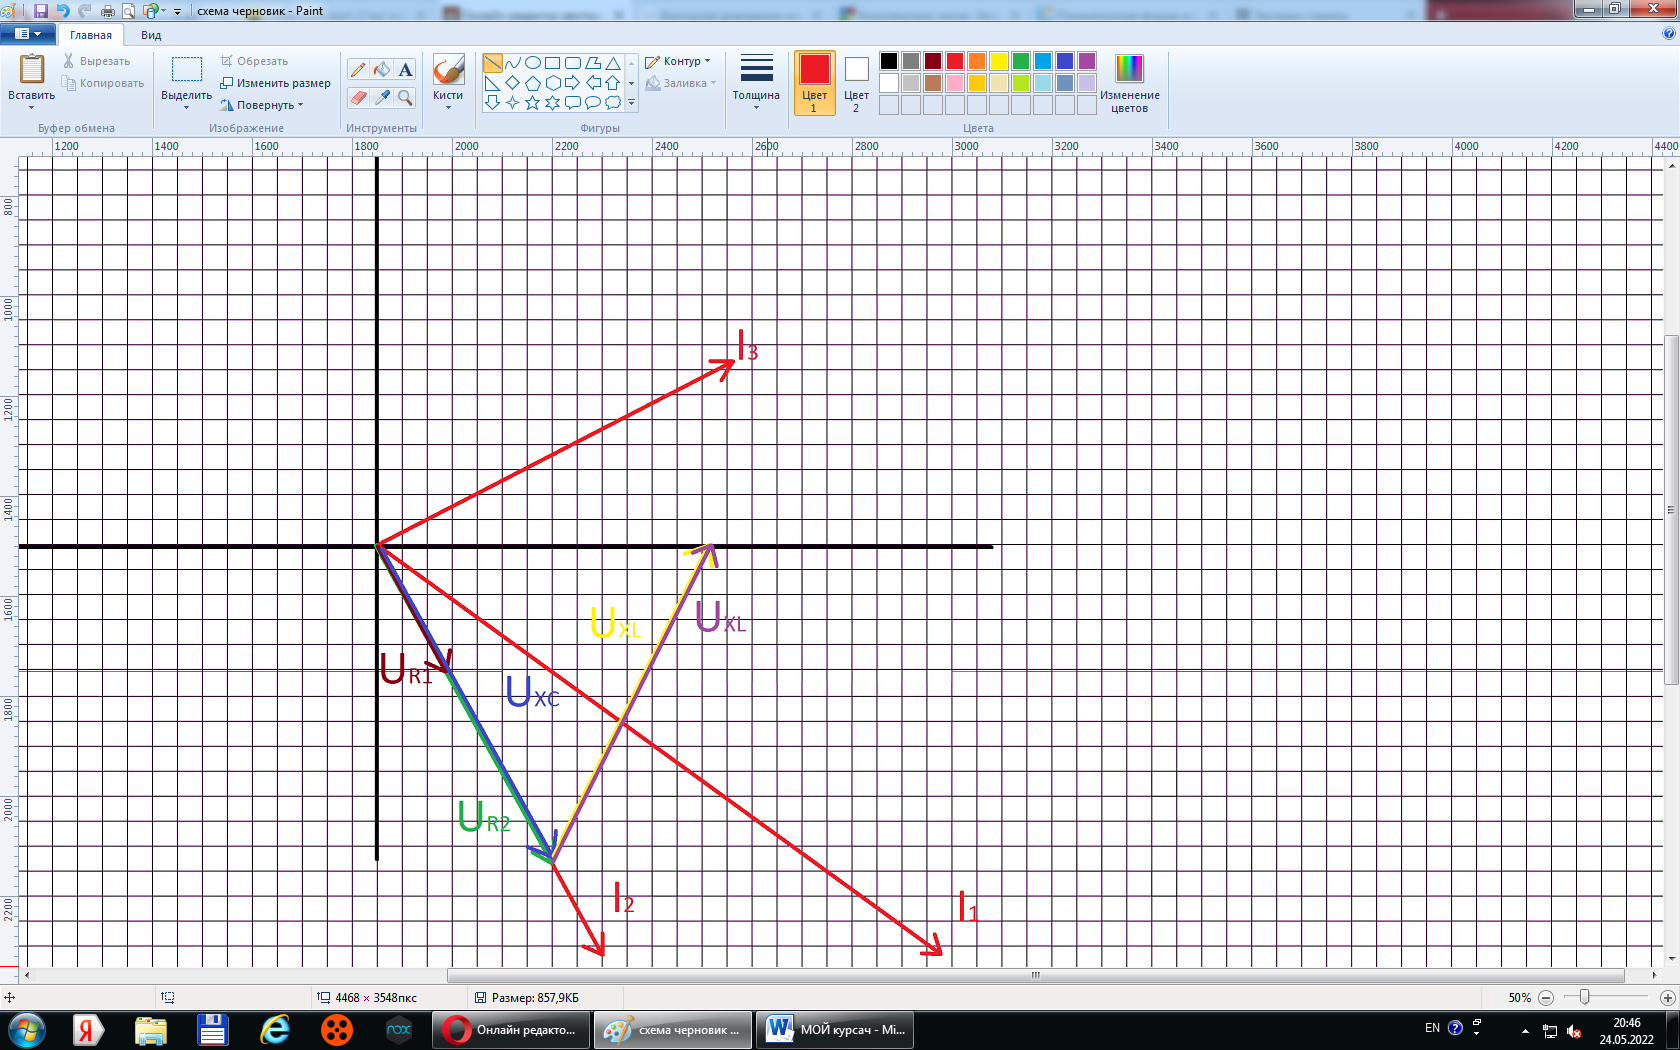 схема черновик - Paint
Главная
Вид
Вставить
Вырезать
Копировать
Буфер обмена
Выделить
Обрезать
Изменить размер
Повернуть
Изображение
Инструменты
Кисти
Контур
Заливка
Фигуры
Толщина
Цвет 1
Цвет 2
Изменение цветов
Цвета
1200 1400 1600 1800 2000 2200 2400 2600 2800 3000 3200 3400 3600 3800 4000 4200 4400
800
1000
1200
1400
1600
1800
2000
2200
I3
UXL
UXL
UR1
UXC
UR2
I2
I1
4468 × 3548пкс
Размер: 857,9КБ
50%
Я
nox
Онлайн редакто...
схема черновик ...
МОЙ курсач - Mi...
EN
20:46
24.05.2022